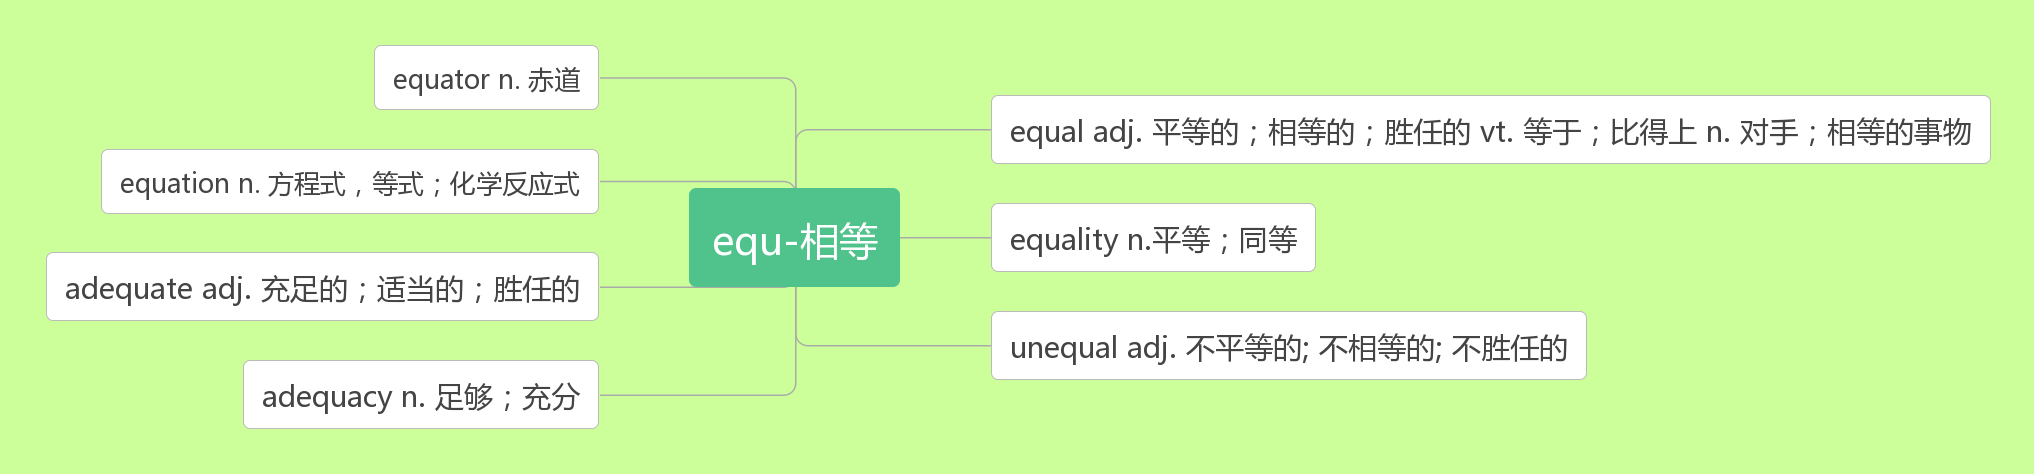 equator n. 赤道
equation n. 方程式，等式；化学反应式
adequate adj. 充足的；适当的；胜任的
adequacy n. 足够；充分
equ-相等
equal adj. 平等的；相等的；胜任的 vt. 等于；比得上 n. 对手；相等的事物
equality n.平等；同等
unequal adj. 不平等的; 不相等的; 不胜任的